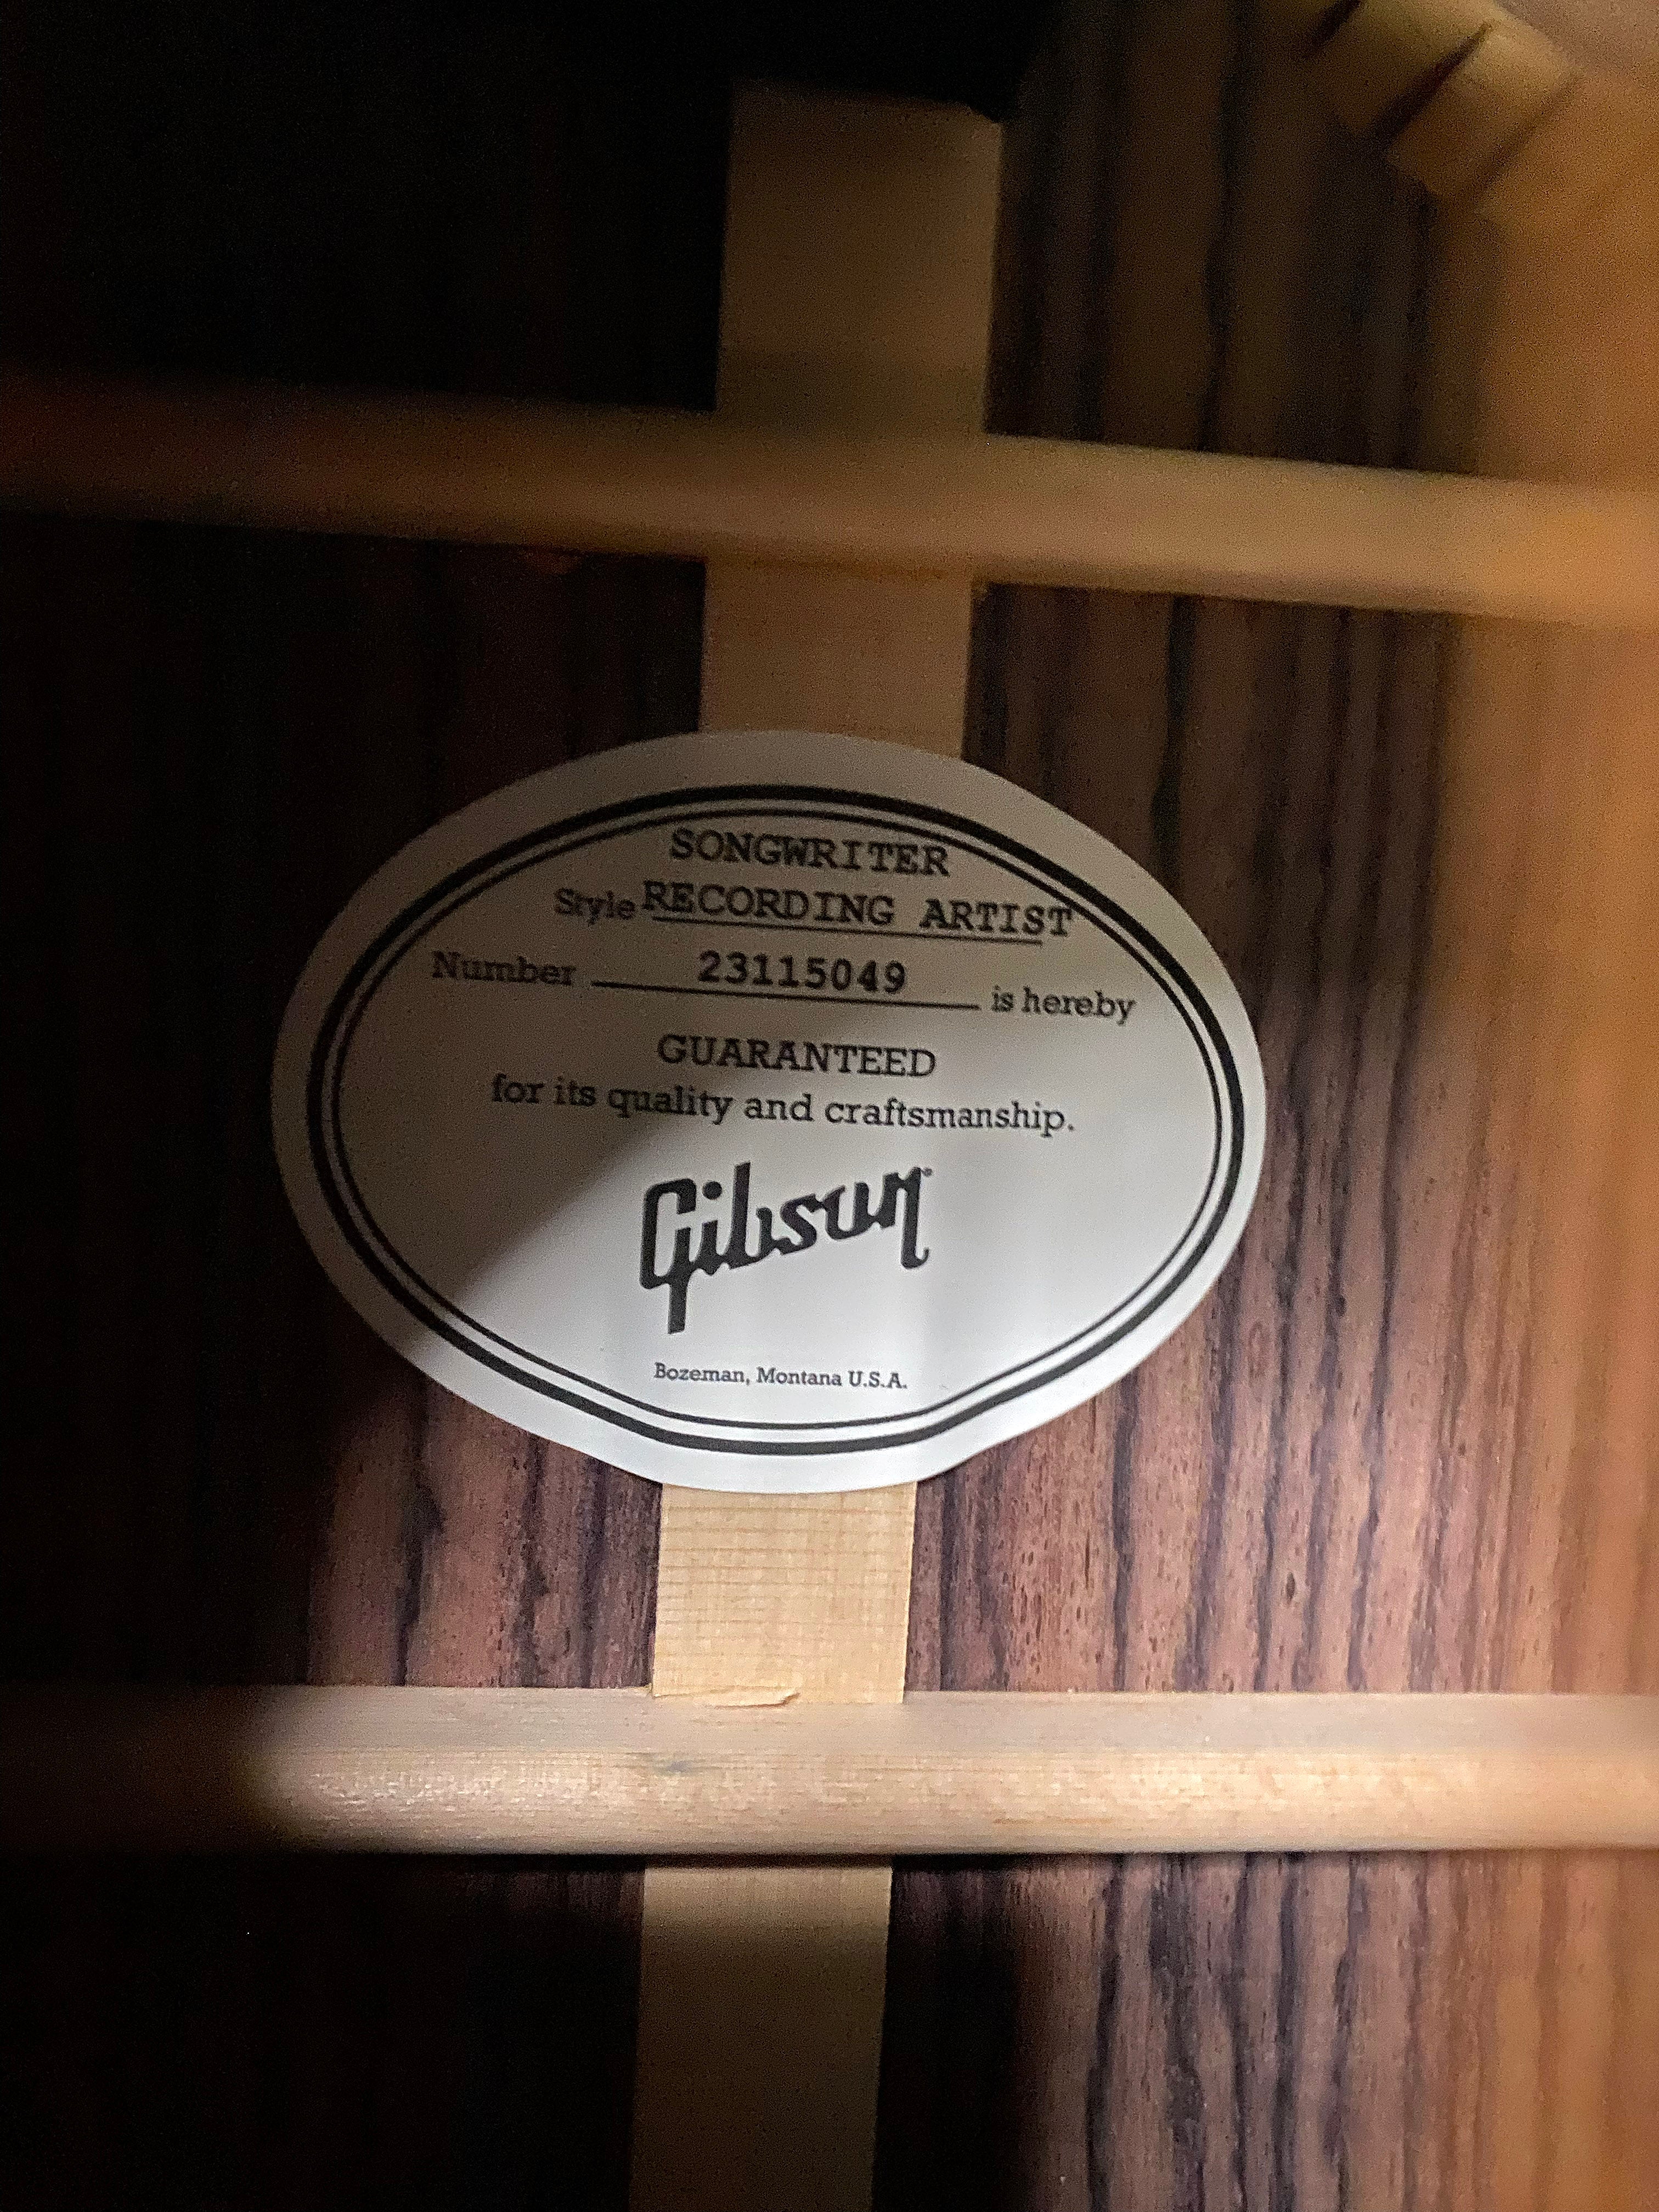 SONGWRITER
Style RECORDING ARTIST
Number 23115049 is hereby
GUARANTEED
for its quality and craftsmanship.
Gibson
Bozeman, Montana U.S.A.